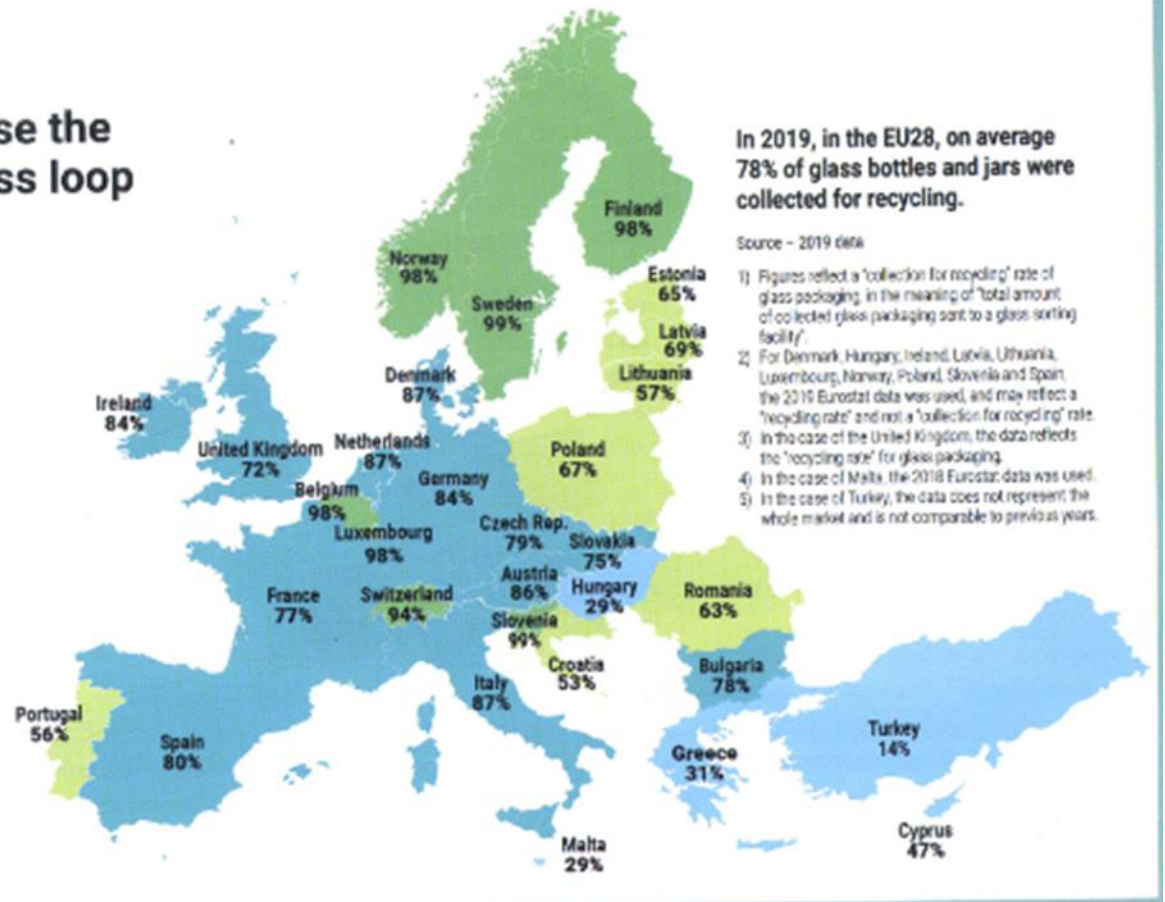 se the
ss loop
In 2019, in the EU28, on average
78% of glass bottles and jars were
collected for recycling.
Source – 2019 data
1) Figures reflect a "collection for recycling" rate of
glass packaging, in the meaning of "total amount
of collected glass packaging sent to a glass sorting
facility".
2) For Denmark, Hungary, Ireland, Latvia, Lithuania,
Luxembourg, Norway, Poland, Slovenia and Spain,
the 2019 Eurostat data was used, and may reflect a
"recycling rate" and not a "collection for recycling" rate.
3) In the case of the United Kingdom, the data reflects
the "recycling rate" for glass packaging.
4) In the case of Malta, the 2018 Eurostat data was used.
5) In the case of Turkey, the data does not represent the
whole market and is not comparable to previous years.
Finland
98%
Norway
98%
Sweden
99%
Estonia
65%
Latvia
69%
Lithuania
57%
Denmark
87%
Ireland
84%
United Kingdom
72%
Netherlands
87%
Germany
84%
Poland
67%
Belgium
98%
Luxembourg
98%
Czech Rep.
79%
Slovakia
75%
Austria
86%
Hungary
29%
Romania
63%
France
77%
Switzerland
94%
Slovenia
99%
Croatia
53%
Bulgaria
78%
Italy
87%
Portugal
56%
Spain
80%
Greece
31%
Turkey
14%
Cyprus
47%
Malta
29%